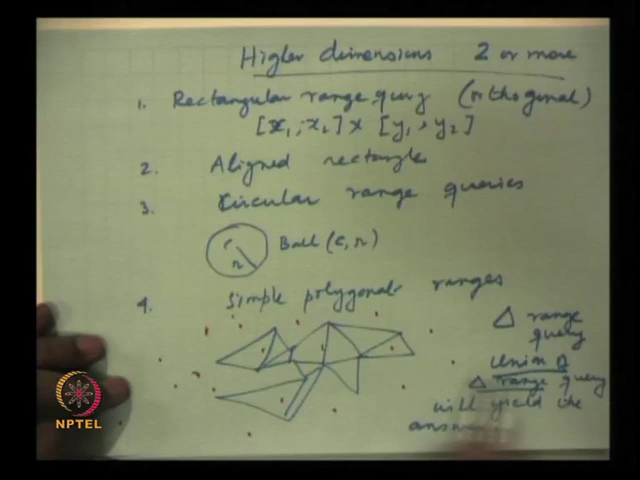 Higher dimensions 2 or more
1. Rectangular range query (orthogonal)
[x1, x2] x [y1, y2]
2. Aligned rectangle
3. Circular range queries
c
r
Ball (c, r)
4. Simple polygonal ranges
△ range
query
Union of
△ range query
will yield the
NPTEL